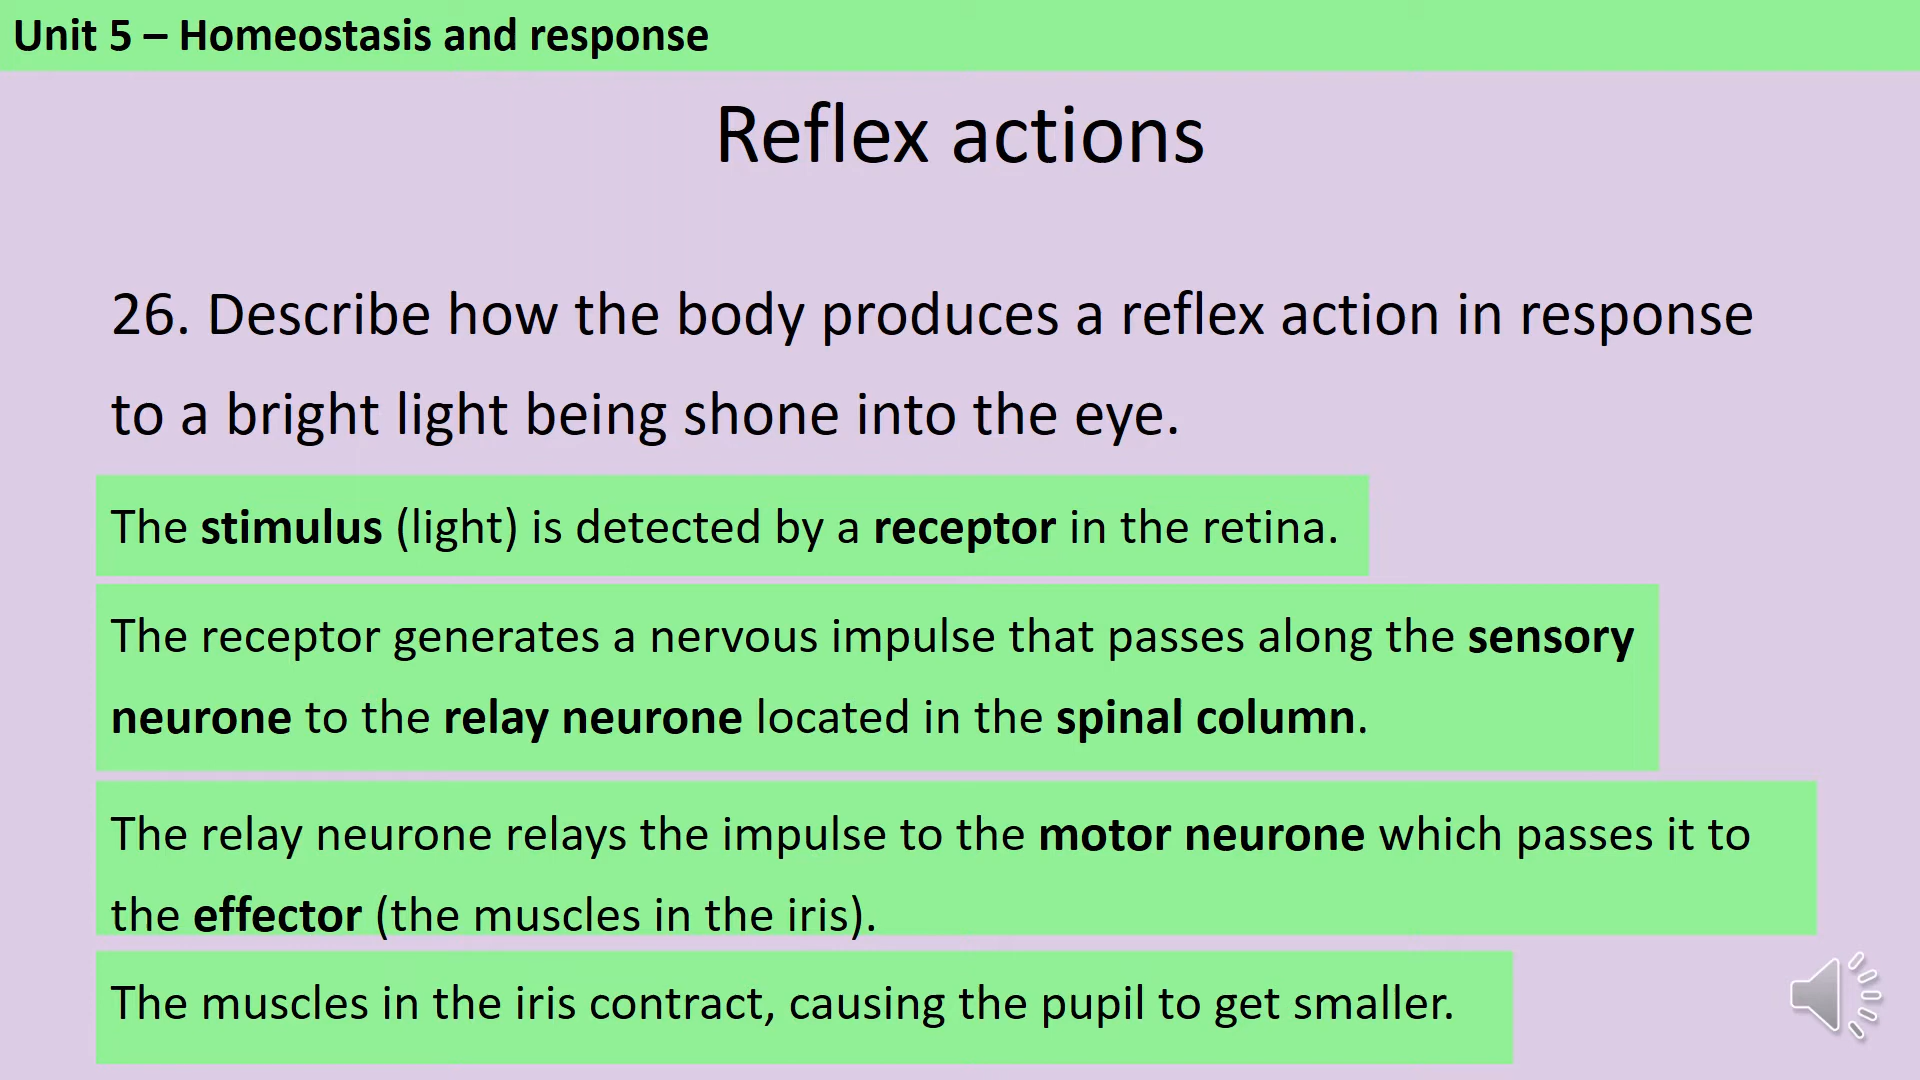 Unit 5 – Homeostasis and response
Reflex actions
26. Describe how the body produces a reflex action in response
to a bright light being shone into the eye.
The stimulus (light) is detected by a receptor in the retina.
The receptor generates a nervous impulse that passes along the sensory
neurone to the relay neurone located in the spinal column.
The relay neurone relays the impulse to the motor neurone which passes it to
the effector (the muscles in the iris).
The muscles in the iris contract, causing the pupil to get smaller.